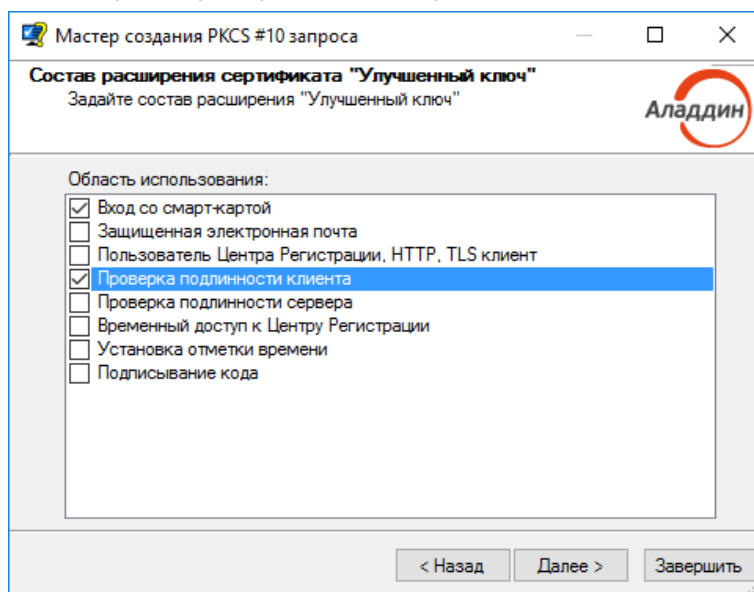 Мастер создания PKCS #10 запроса
Состав расширения сертификата "Улучшенный ключ"
Задайте состав расширения "Улучшенный ключ"
Аладдин
Область использования:
Вход со смарт-картой
Защищенная электронная почта
Пользователь Центра Регистрации, HTTP, TLS клиент
Проверка подлинности клиента
Проверка подлинности сервера
Временный доступ к Центру Регистрации
Установка отметки времени
Подписывание кода
< Назад
Далее >
Завершить